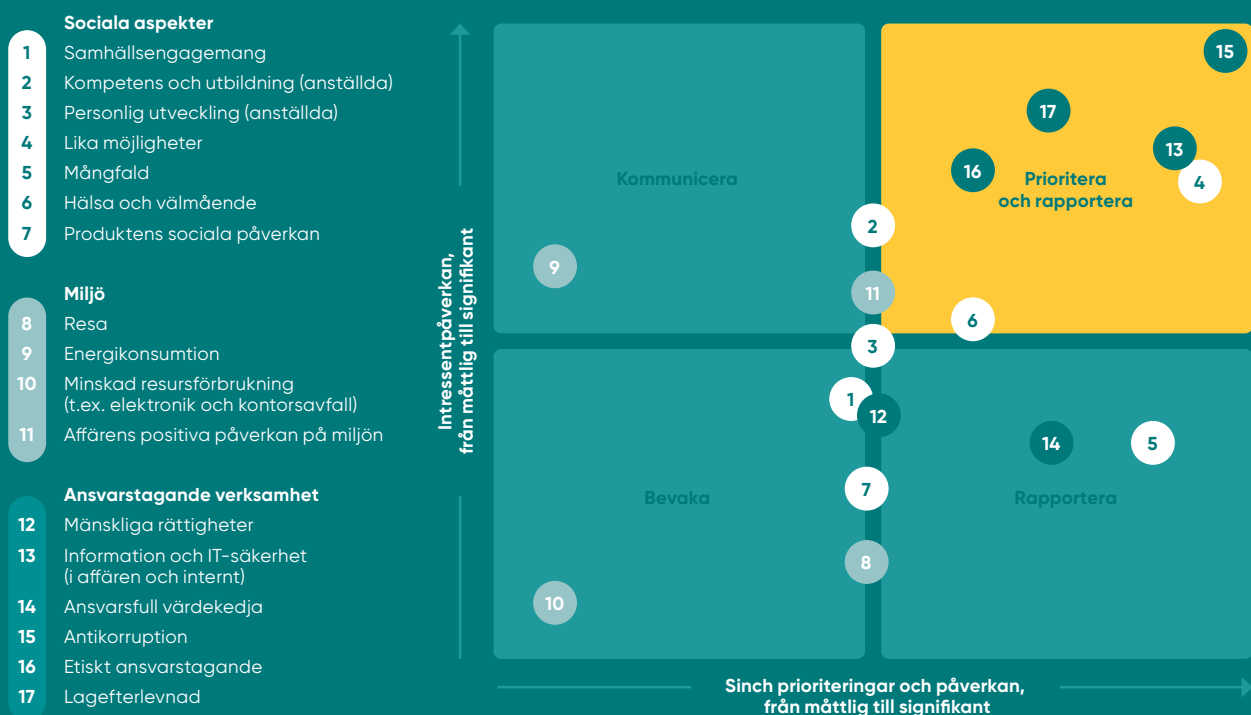 Sociala aspekter
1 Samhällsengagemang
2 Kompetens och utbildning (anställda)
3 Personlig utveckling (anställda)
4 Lika möjligheter
5 Mångfald
6 Hälsa och välmående
7 Produktens sociala påverkan
Miljö
8 Resa
9 Energikonsumtion
10 Minskad resursförbrukning
(t.ex. elektronik och kontorsavfall)
11 Affärens positiva påverkan på miljön
Ansvarstagande verksamhet
12 Mänskliga rättigheter
13 Information och IT-säkerhet
(i affären och internt)
14 Ansvarsfull värdekedja
15 Antikorruption
16 Etiskt ansvarstagande
17 Lagefterlevnad
Intressentpåverkan,
från måttlig till signifikant
Kommunicera
9
2
11
3
15
17
13
16
4
Prioritera
och rapportera
6
1
12
Bevaka
7
8
10
14
5
Rapportera
Sinch prioriteringar och påverkan,
från måttlig till signifikant